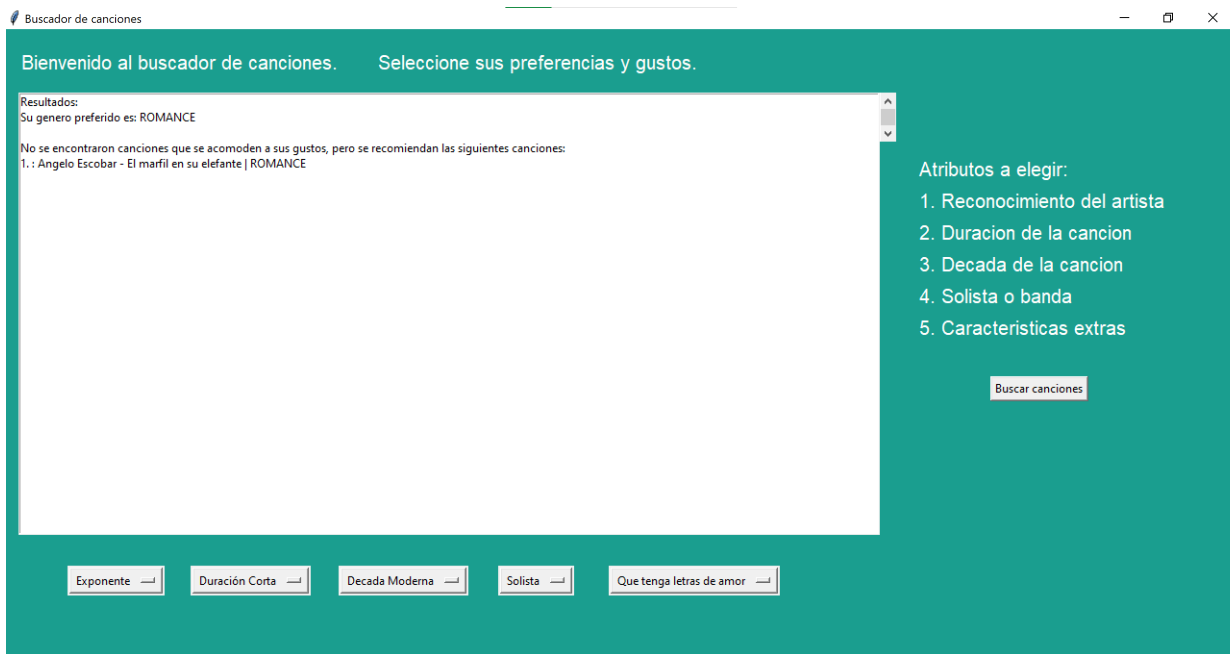 Buscador de canciones
Bienvenido al buscador de canciones. Seleccione sus preferencias y gustos.
Resultados:
Su genero preferido es: ROMANCE
No se encontraron canciones que se acomoden a sus gustos, pero se recomiendan las siguientes canciones:
1. : Angelo Escobar - El marfil en su elefante | ROMANCE
Atributos a elegir:
1. Reconocimiento del artista
2. Duracion de la cancion
3. Decada de la cancion
4. Solista o banda
5. Caracteristicas extras
Buscar canciones
Exponente Duración Corta Decada Moderna Solista Que tenga letras de amor